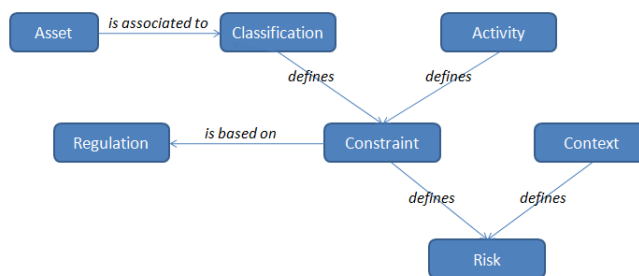 is associated to
Asset
Classification
Activity
defines
defines
is based on
Regulation
Constraint
Context
defines
defines
Risk